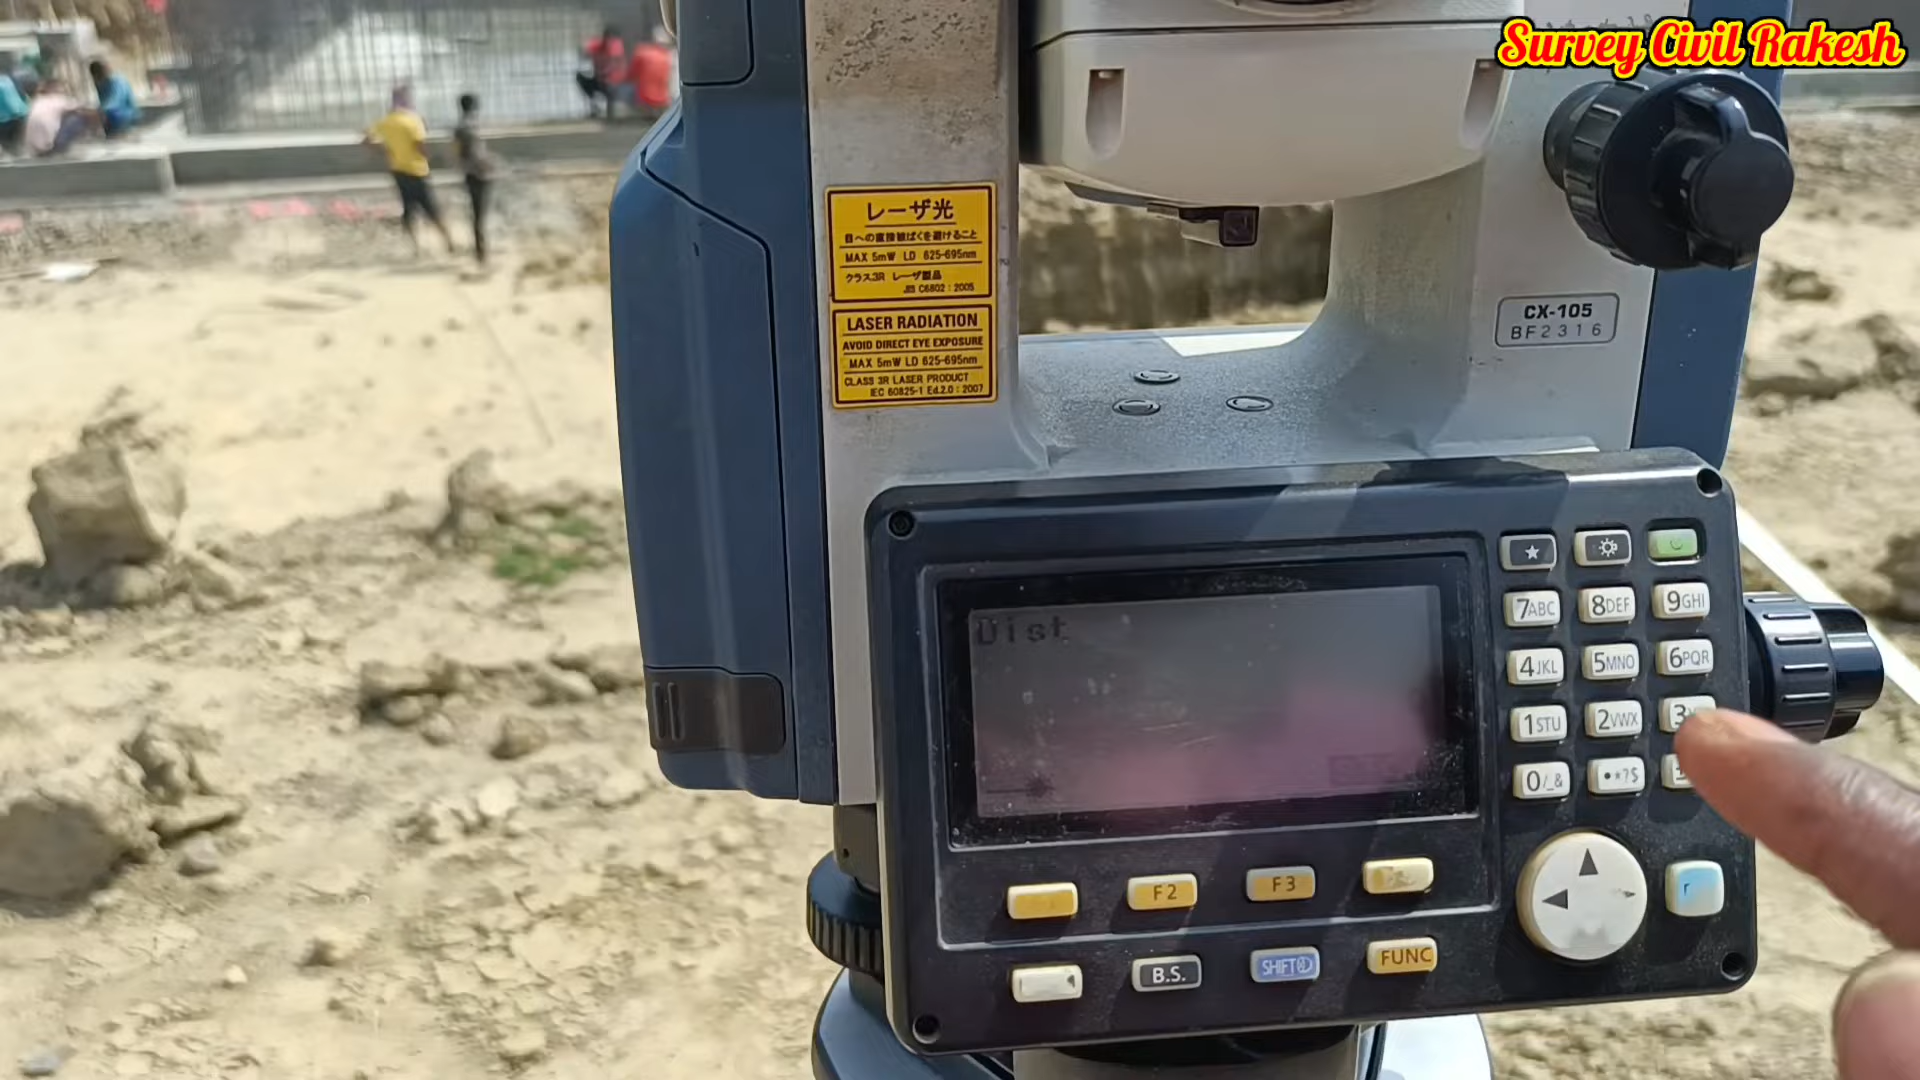 Survey Civil Rakesh
レーザ光
目への直接被ばくを避けること
MAX 5mW LD 625-695nm
クラス3R レーザ製品
JIS C6802 : 2005
LASER RADIATION
AVOID DIRECT EYE EXPOSURE
MAX 5mW LD 625-695nm
CLASS 3R LASER PRODUCT
IEC 60825-1 Ed.2.0 : 2007
CX-105
BF2316
Dist
7ABC 8DEF 9GHI
4JKL 5MNO 6PQR
1STU 2VWX 3
0/_& •*?$
F2 F3
B.S. SHIFT FUNC